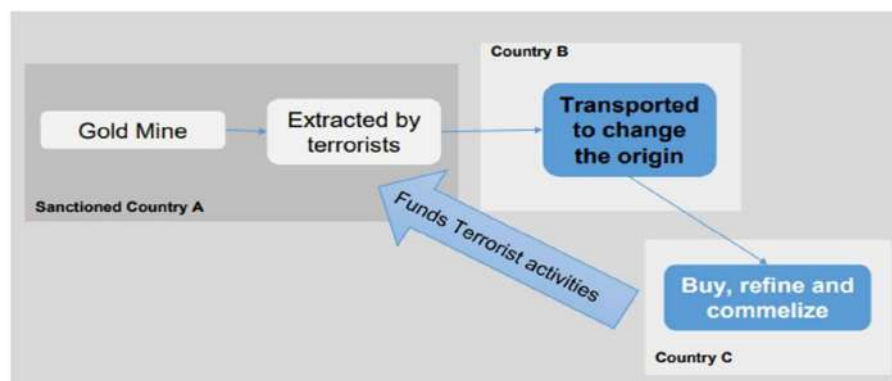 Country B
Gold Mine
Extracted by
terrorists
Transported
to change
the origin
Sanctioned Country A
Funds Terrorist activities
Buy, refine and
commelize
Country C